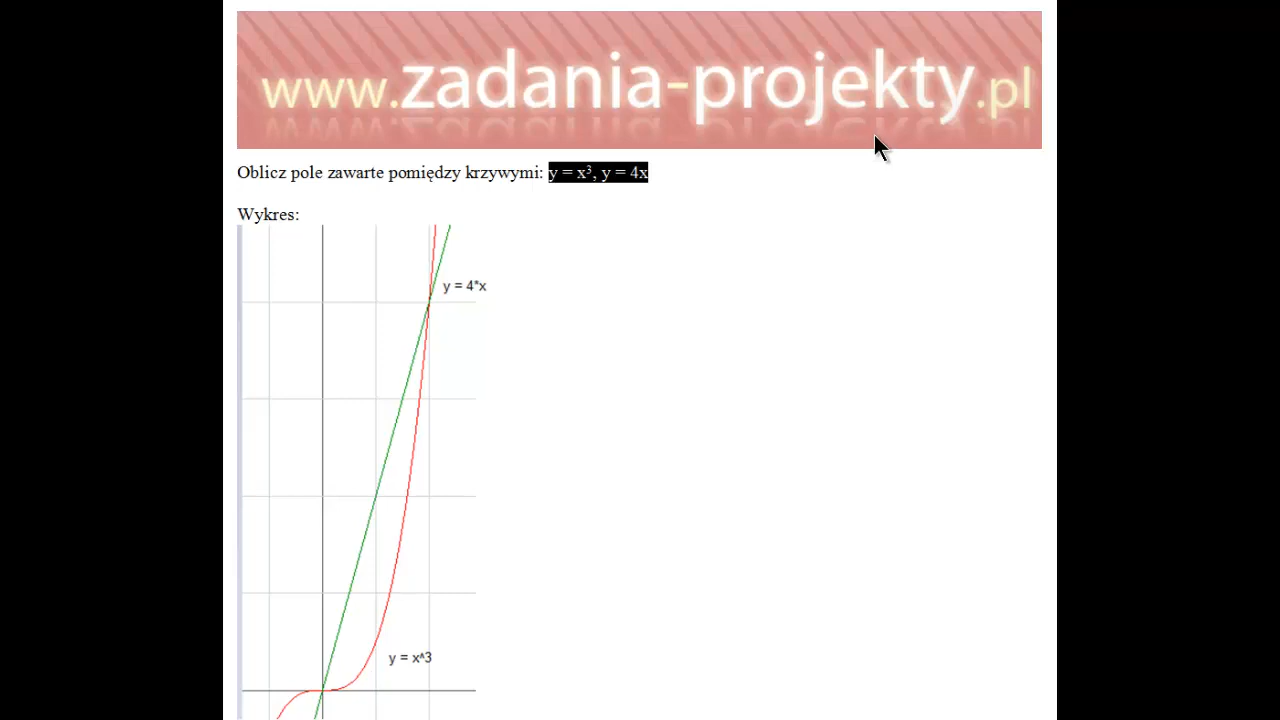 www.zadania-projekty.pl
Oblicz pole zawarte pomiędzy krzywymi: y = x³, y = 4x
Wykres:
y = 4*x
y = x^3